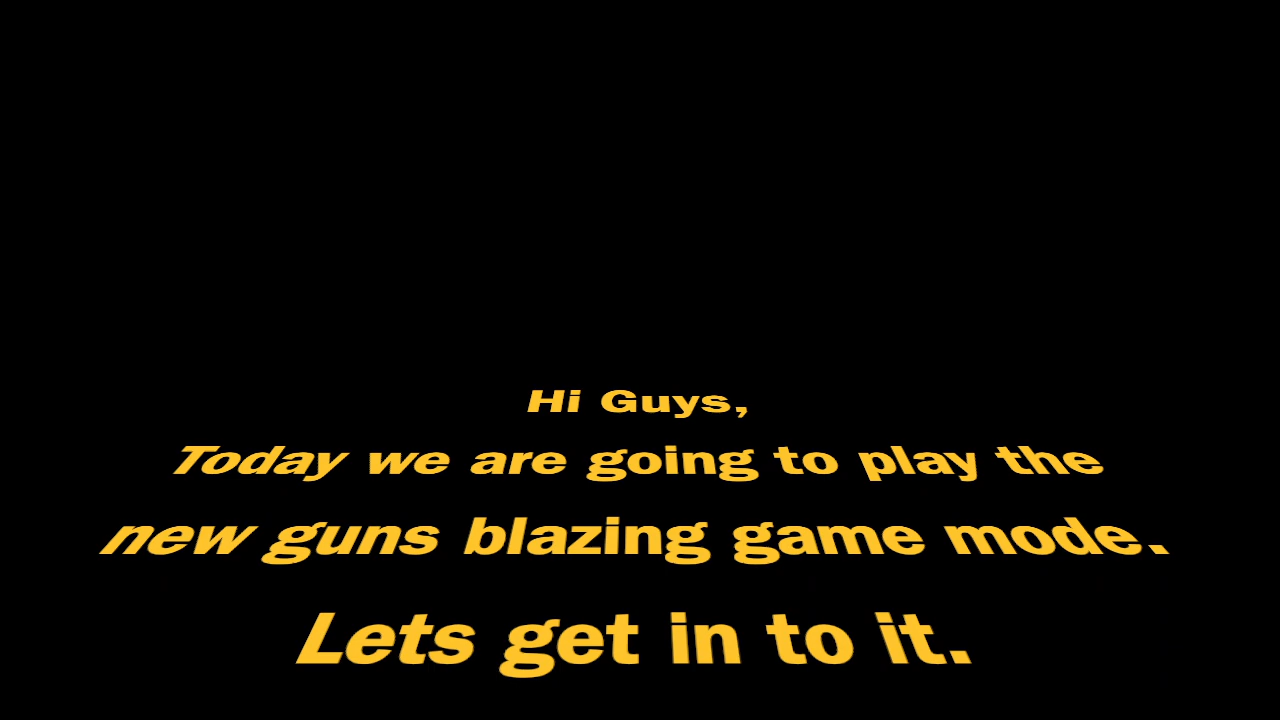 Hi Guys,
Today we are going to play the
new guns blazing game mode.
Lets get in to it.